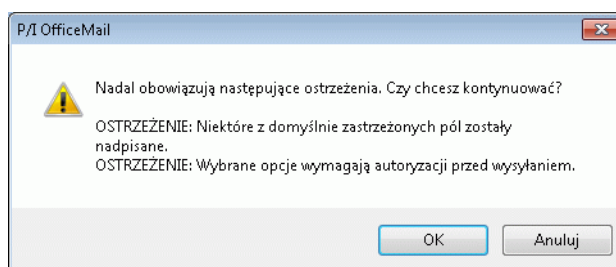 P/I OfficeMail
Nadal obowiązują następujące ostrzeżenia. Czy chcesz kontynuować?
OSTRZEŻENIE: Niektóre z domyślnie zastrzeżonych pól zostały
nadpisane.
OSTRZEŻENIE: Wybrane opcje wymagają autoryzacji przed wysyłaniem.
OK
Anuluj